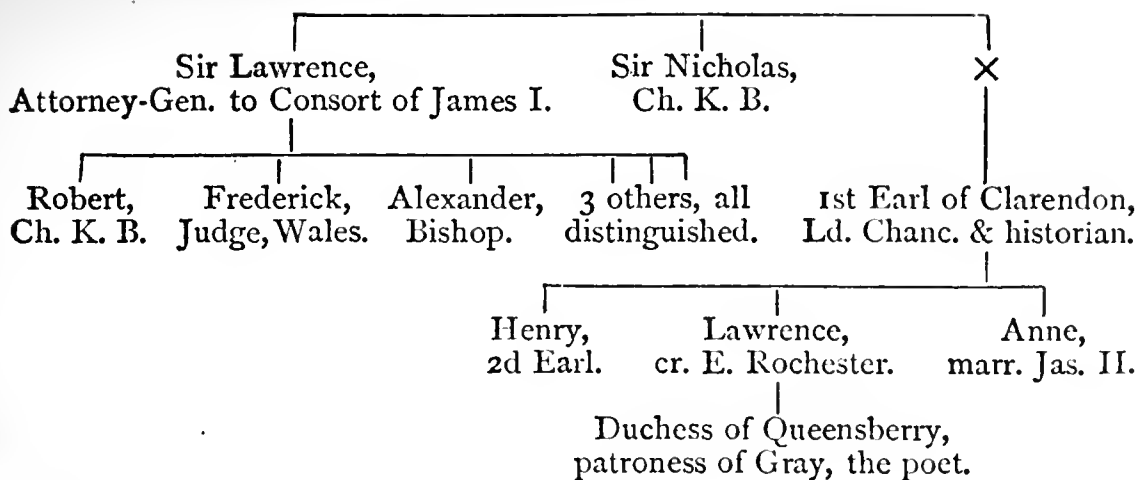 Sir Lawrence,
Attorney-Gen. to Consort of James I.
Sir Nicholas,
Ch. K. B.
×
Robert,
Ch. K. B.
Frederick,
Judge, Wales.
Alexander,
Bishop.
3 others, all
distinguished.
1st Earl of Clarendon,
Ld. Chanc. & historian.
Henry,
2d Earl.
Lawrence,
cr. E. Rochester.
Anne,
marr. Jas. II.
Duchess of Queensberry,
patroness of Gray, the poet.